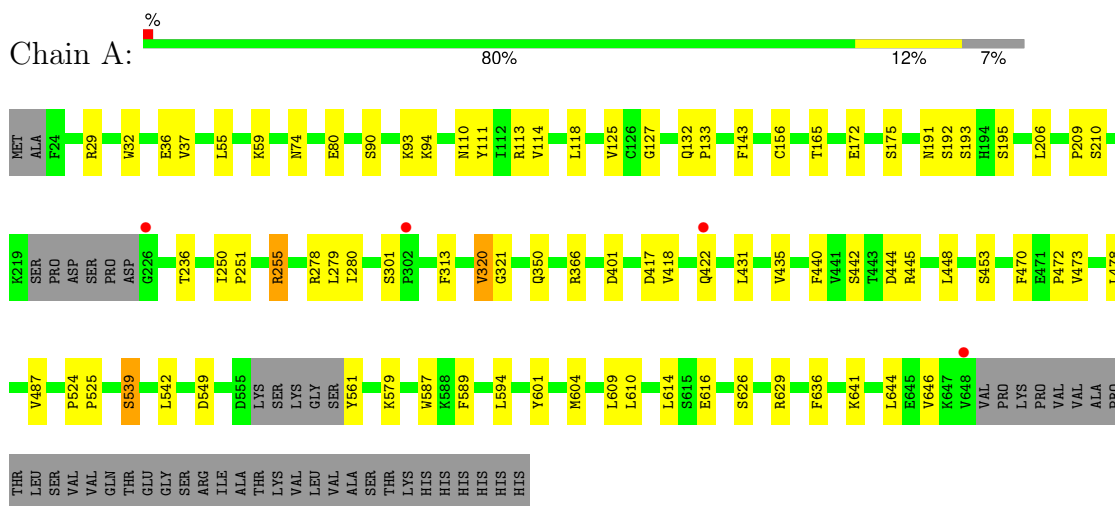 %
Chain A:
80% 12% 7%
MET ALA F24 R29 W32 E36 V37 L55 K59 N74 E80 S90 K93 K94 N110 Y111 I112 R113 V114 L118 V125 C126 G127 Q132 P133 F143 C156 T165 E172 S175 N191 S192 S193 H194 S195 L206 P209 S210
K219 SER PRO ASP SER PRO ASP G226 T236 I250 P251 R255 R278 L279 I280 S301 P302 F313 V320 G321 Q350 R366 D401 D417 V418 Q422 L431 V435 F440 V441 S442 T443 D444 R445 L448 S453 F470 E471 P472 V473 L478
V487 P524 P525 S539 L542 D549 D555 LYS SER LYS GLY SER Y561 K579 W587 K588 F589 L594 Y601 M604 L609 L610 L614 S615 E616 S626 R629 F636 K641 L644 E645 V646 K647 V648 VAL PRO LYS PRO VAL VAL ALA PRO
THR LEU SER VAL VAL GLN THR GLU GLY SER ARG ILE ALA THR LYS VAL LEU VAL ALA SER THR LYS HIS HIS HIS HIS HIS HIS